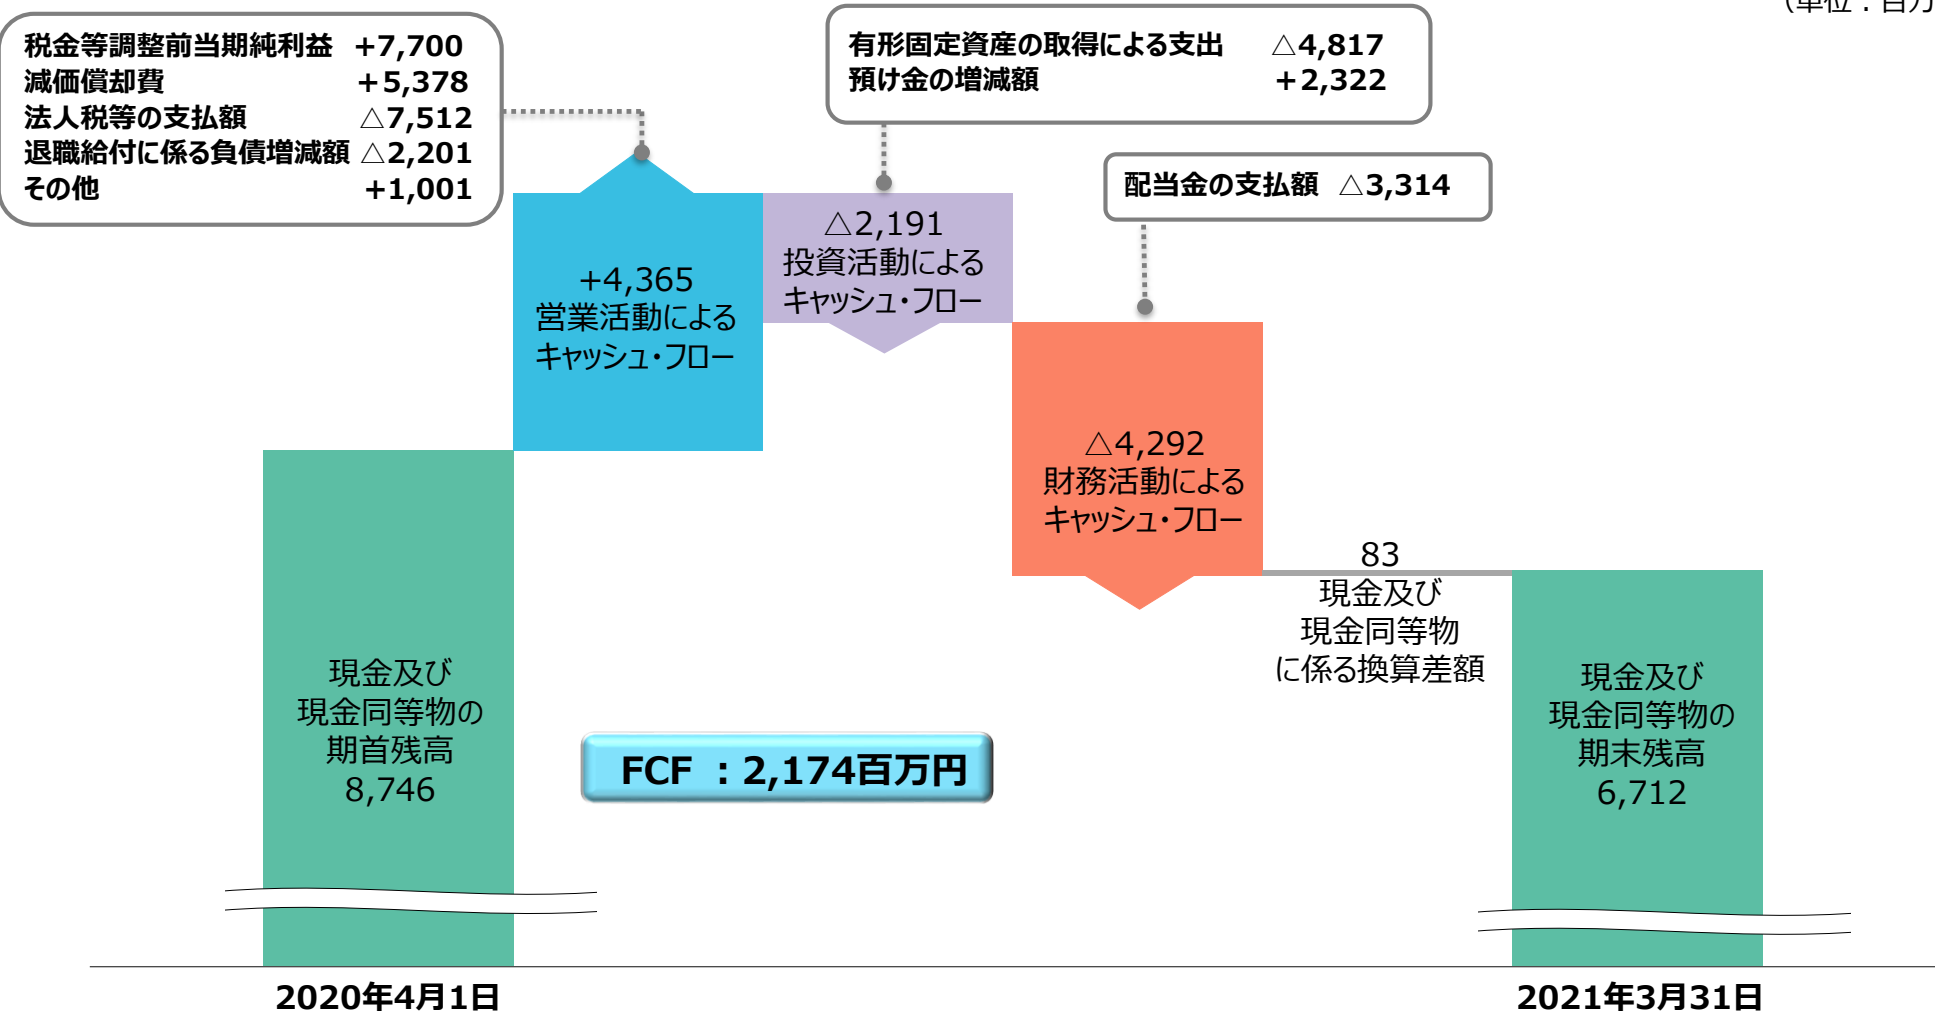 (単位:百万
税金等調整前当期純利益 +7,700
減価償却費 +5,378
法人税等の支払額 △7,512
退職給付に係る負債増減額 △2,201
その他 +1,001
有形固定資産の取得による支出 △4,817
預け金の増減額 +2,322
配当金の支払額 △3,314
+4,365
営業活動による
キャッシュ・フロー
△2,191
投資活動による
キャッシュ・フロー
△4,292
財務活動による
キャッシュ・フロー
83
現金及び
現金同等物
に係る換算差額
現金及び
現金同等物の
期首残高
8,746
FCF :2,174百万円
現金及び
現金同等物の
期末残高
6,712
2020年4月1日
2021年3月31日